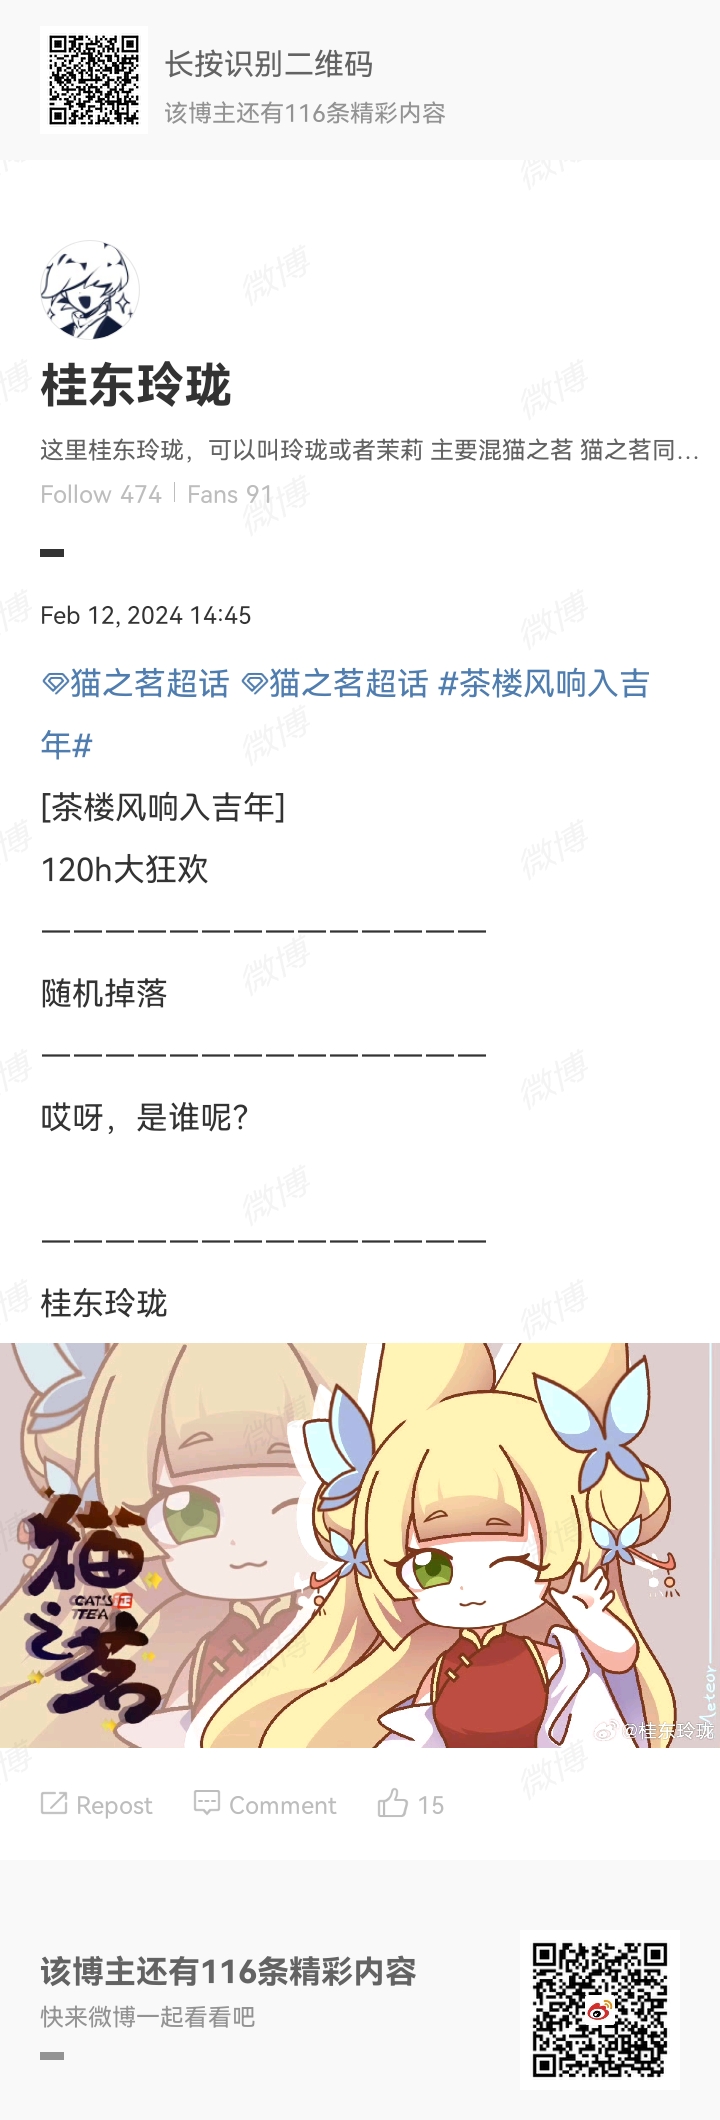 长按识别二维码
该博主还有116条精彩内容
桂东玲珑
这里桂东玲珑，可以叫玲珑或者茉莉 主要混猫之茗 猫之茗同...
Follow 474 | Fans 91
Feb 12, 2024 14:45
猫之茗超话 猫之茗超话 #茶楼风响入吉
年#
[茶楼风响入吉年]
120h大狂欢
——————————————
随机掉落
——————————————
哎呀，是谁呢?
——————————————
桂东玲珑
猫之茗
CAT'S
TEA
Meteor
@桂东玲珑
Repost Comment 15
该博主还有116条精彩内容
快来微博一起看看吧
微博